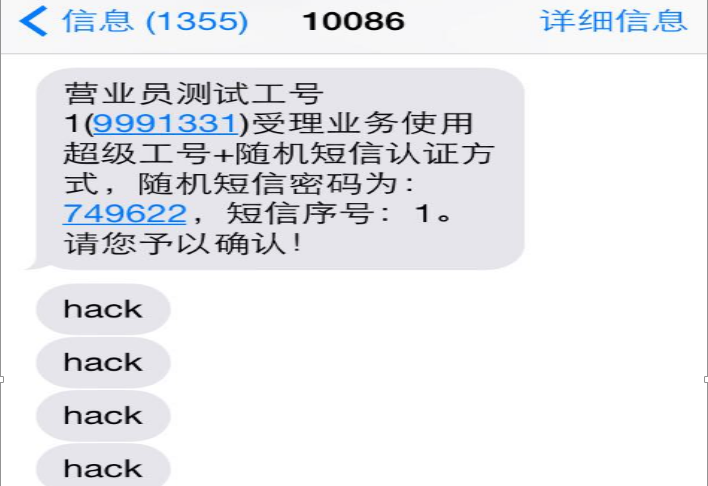 信息 (1355) 10086 详细信息
营业员测试工号
1(9991331)受理业务使用
超级工号+随机短信认证方
式，随机短信密码为：
749622，短信序号：1。
请您予以确认！
hack
hack
hack
hack